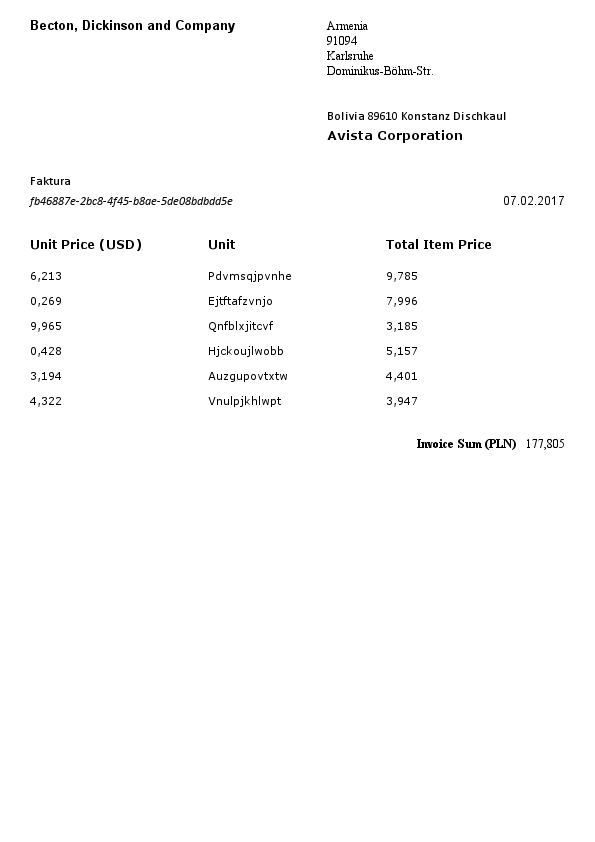 Becton, Dickinson and Company
Armenia
91094
Karlsruhe
Dominikus-Böhm-Str.
Bolivia 89610 Konstanz Dischkaul
Avista Corporation
Faktura
fb46887e-2bc8-4f45-b8ae-5de08bdbdd5e 07.02.2017
Unit Price (USD) Unit Total Item Price
6,213 Pdvmsqjpvnhe 9,785
0,269 Ejtftafzvnjo 7,996
9,965 Qnfblxjitcvf 3,185
0,428 Hjckoujlwobb 5,157
3,194 Auzgupovtxtw 4,401
4,322 Vnulpjkhlwpt 3,947
Invoice Sum (PLN) 177,805